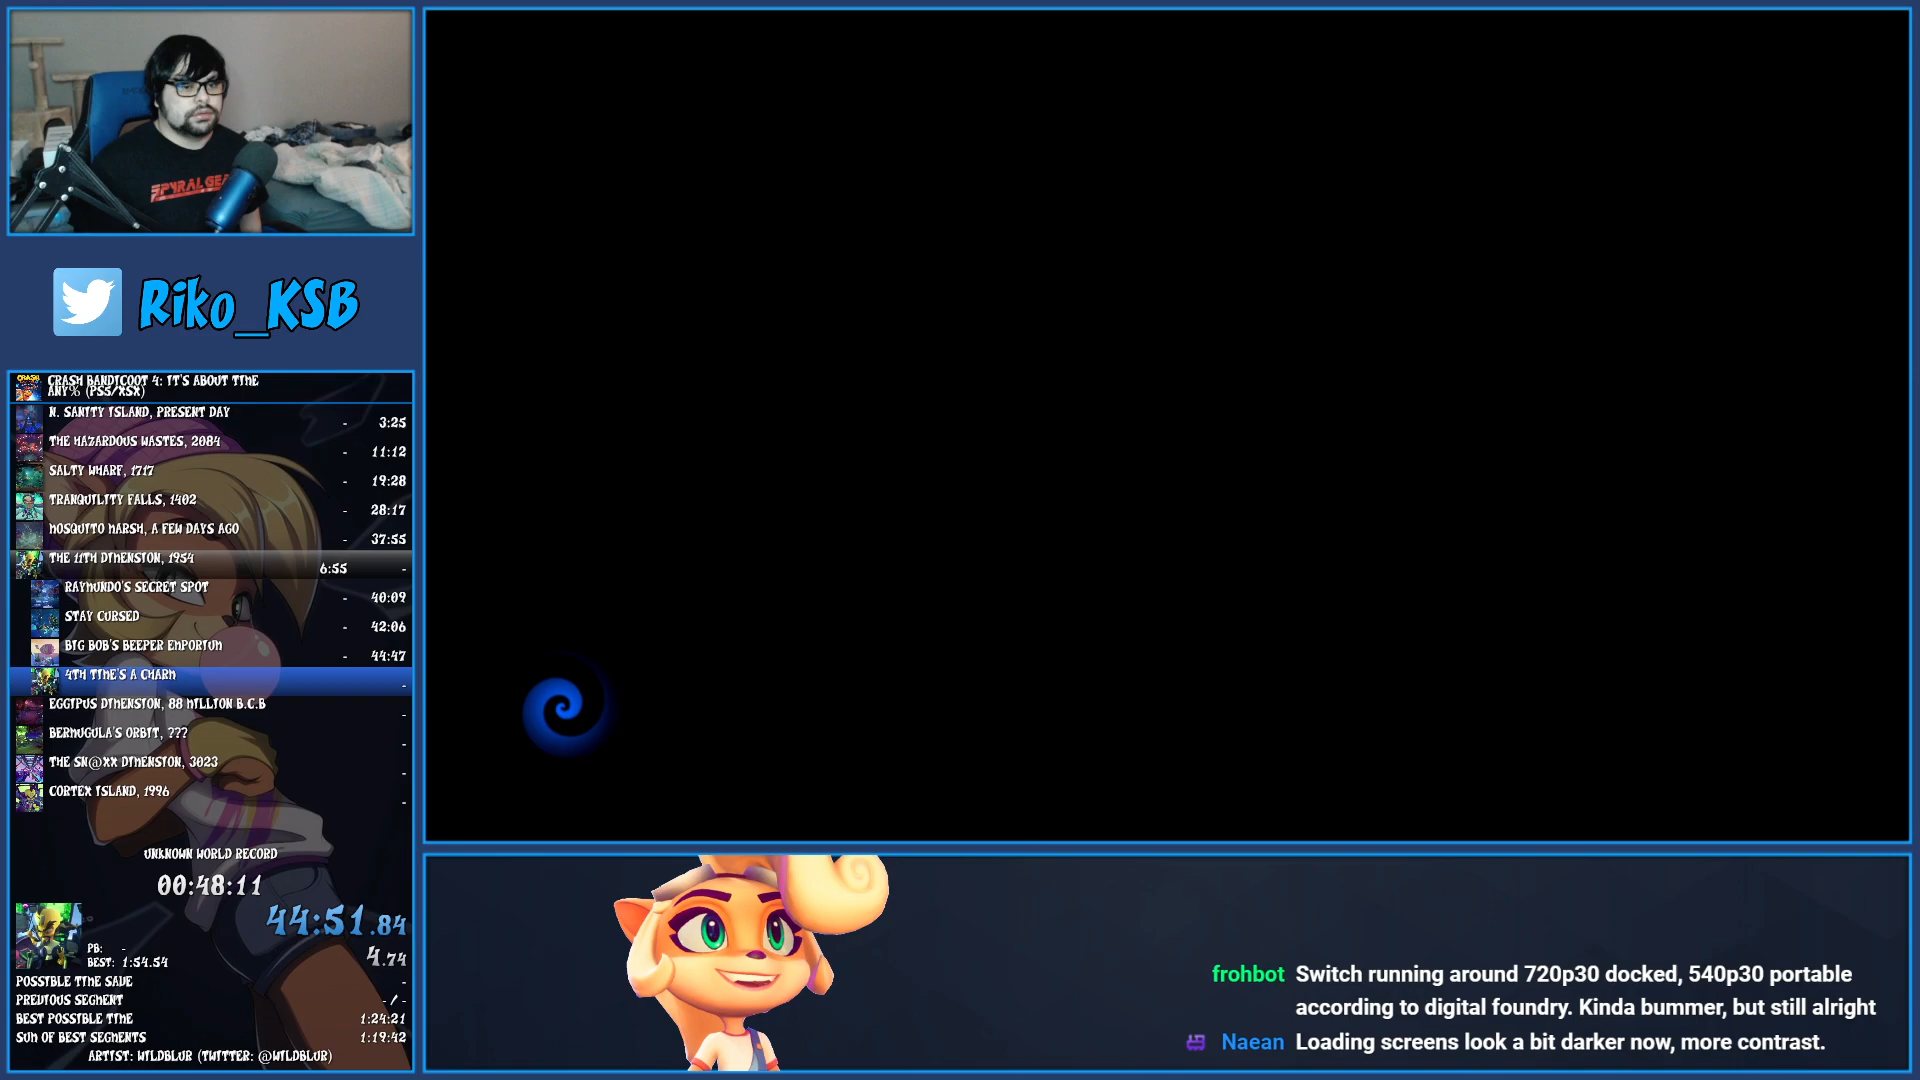 SPYRAL GEA
Riko_KSB
CRASH BANDICOOT 4: IT'S ABOUT TIME
ANY% (PS5/XSX)
N. SANITY ISLAND, PRESENT DAY - 3:25
THE HAZARDOUS WASTES, 2084 - 11:12
SALTY WHARF, 1717 - 19:28
TRANQUILITY FALLS, 1402 - 28:17
MOSQUITO MARSH, A FEW DAYS AGO - 37:55
THE 11TH DIMENSION, 1954 6:55 -
RAYMUNDO'S SECRET SPOT - 40:09
STAY CURSED - 42:06
BIG BOB'S BEEPER EMPORIUM - 44:47
4TH TIME'S A CHARM -
EGGIPUS DIMENSION, 88 MILLION B.C.B -
BERMUGULA'S ORBIT, ??? -
THE SN@XX DIMENSION, 3023 -
CORTEX ISLAND, 1996 -
UNKNOWN WORLD RECORD
00:48:11
44:51.84
PB: -
BEST: 1:54.54
4.74
POSSIBLE TIME SAVE -
PREVIOUS SEGMENT - / -
BEST POSSIBLE TIME 1:24:21
SUM OF BEST SEGMENTS 1:19:42
ARTIST: WILDBLUR (TWITTER: @WILDBLUR)
frohbot Switch running around 720p30 docked, 540p30 portable
according to digital foundry. Kinda bummer, but still alright
Naean Loading screens look a bit darker now, more contrast.